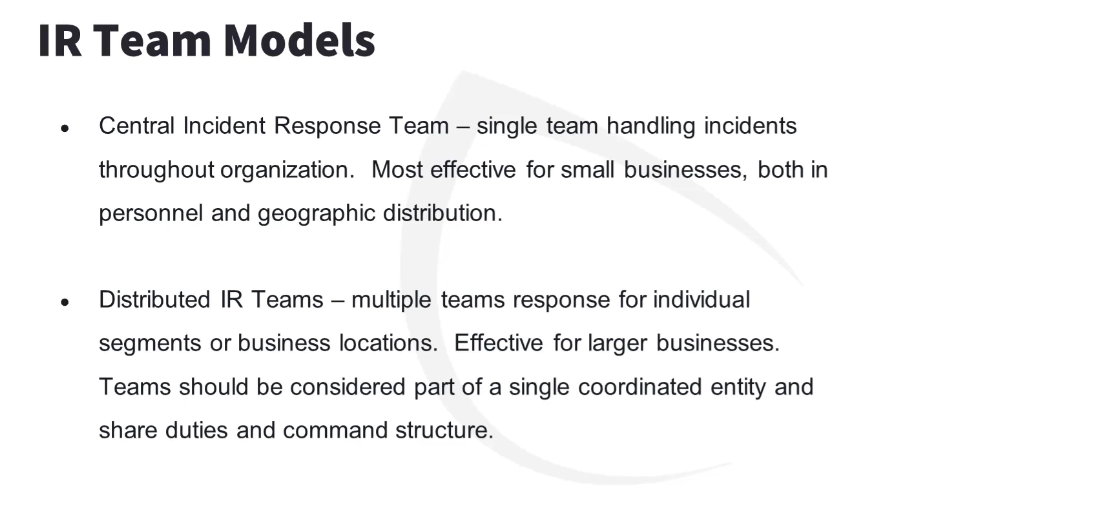 IR Team Models
• Central Incident Response Team – single team handling incidents
throughout organization. Most effective for small businesses, both in
personnel and geographic distribution.
• Distributed IR Teams – multiple teams response for individual
segments or business locations. Effective for larger businesses.
Teams should be considered part of a single coordinated entity and
share duties and command structure.